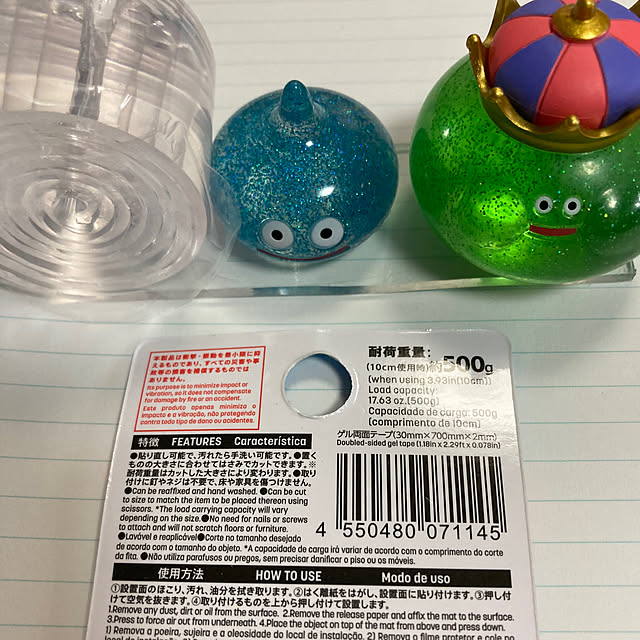 本製品は衝撃・振動を最小限に抑
えるものであり、すべての災害や事
故等の損害を補償するものでは
ありません。
Its purpose is to minimize impact or
vibration, so it does not compensate
for damage by fire or an accident.
Este produto apenas minimiza o
impacto e a vibração, não protegendo
contra todo tipo de dano ou acidentes.
耐荷重量:
(10cm使用時)約500g
(when using 3.93in(10cm))
Load capacity:
17.63 oz.(500g)
Capacidade de carga: 500g
(comprimento da 10cm)
ゲル両面テープ(30mm×700mm×2mm)
Doubled-sided gel tape (1.18in x 2.29ft x 0.078in)
4 550480 071145
特徴 FEATURES Característica
●貼り直し可能で、汚れたら手洗い可能です。●置く
ものの大きさに合わせてはさみでカットできます。※
耐荷重量はカットした大きさにより変わります。●取り
付けに釘やネジは不要で、床や家具を傷つけません。
●Can be reaffixed and hand washed. ●Can be cut
to size to match the item to be placed thereon using
scissors. *The load carrying capacity will vary
depending on the size.●No need for nails or screws
to attach and will not scratch floors or furniture.
●Lavável e reaplicável●Corte no tamanho desejado
de acordo com o tamanho do objeto. *A capacidade de carga irá variar de acordo com o comprimento do corte
da fita. ●Não utiliza parafusos ou pregos, sem precisar danificar o piso ou os móveis.
使用方法 HOW TO USE Modo de uso
①設置面のほこり、汚れ、油分を拭き取ります。②はく離紙をはがし、設置面に貼り付けます。③押し付
けて空気を抜きます。④取り付けるものを上から押し付けて設置します。
1.Remove any dust, dirt or oil from the surface. 2.Remove the release paper and affix the mat to the surface.
3.Press to force air out from underneath. 4.Place the object on top of the mat from above and press down.
1) Remova a poeira, sujeira e a oleosidade do local de instalação. 2) Remova o filme protetor e cole no